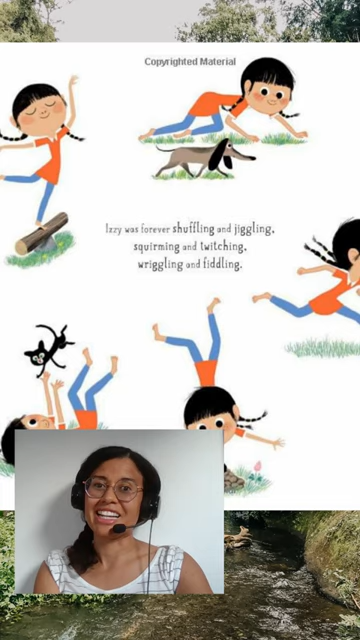 Copyrighted Material
Izzy was forever shuffling and jiggling,
squirming and twitching,
wriggling and fiddling.